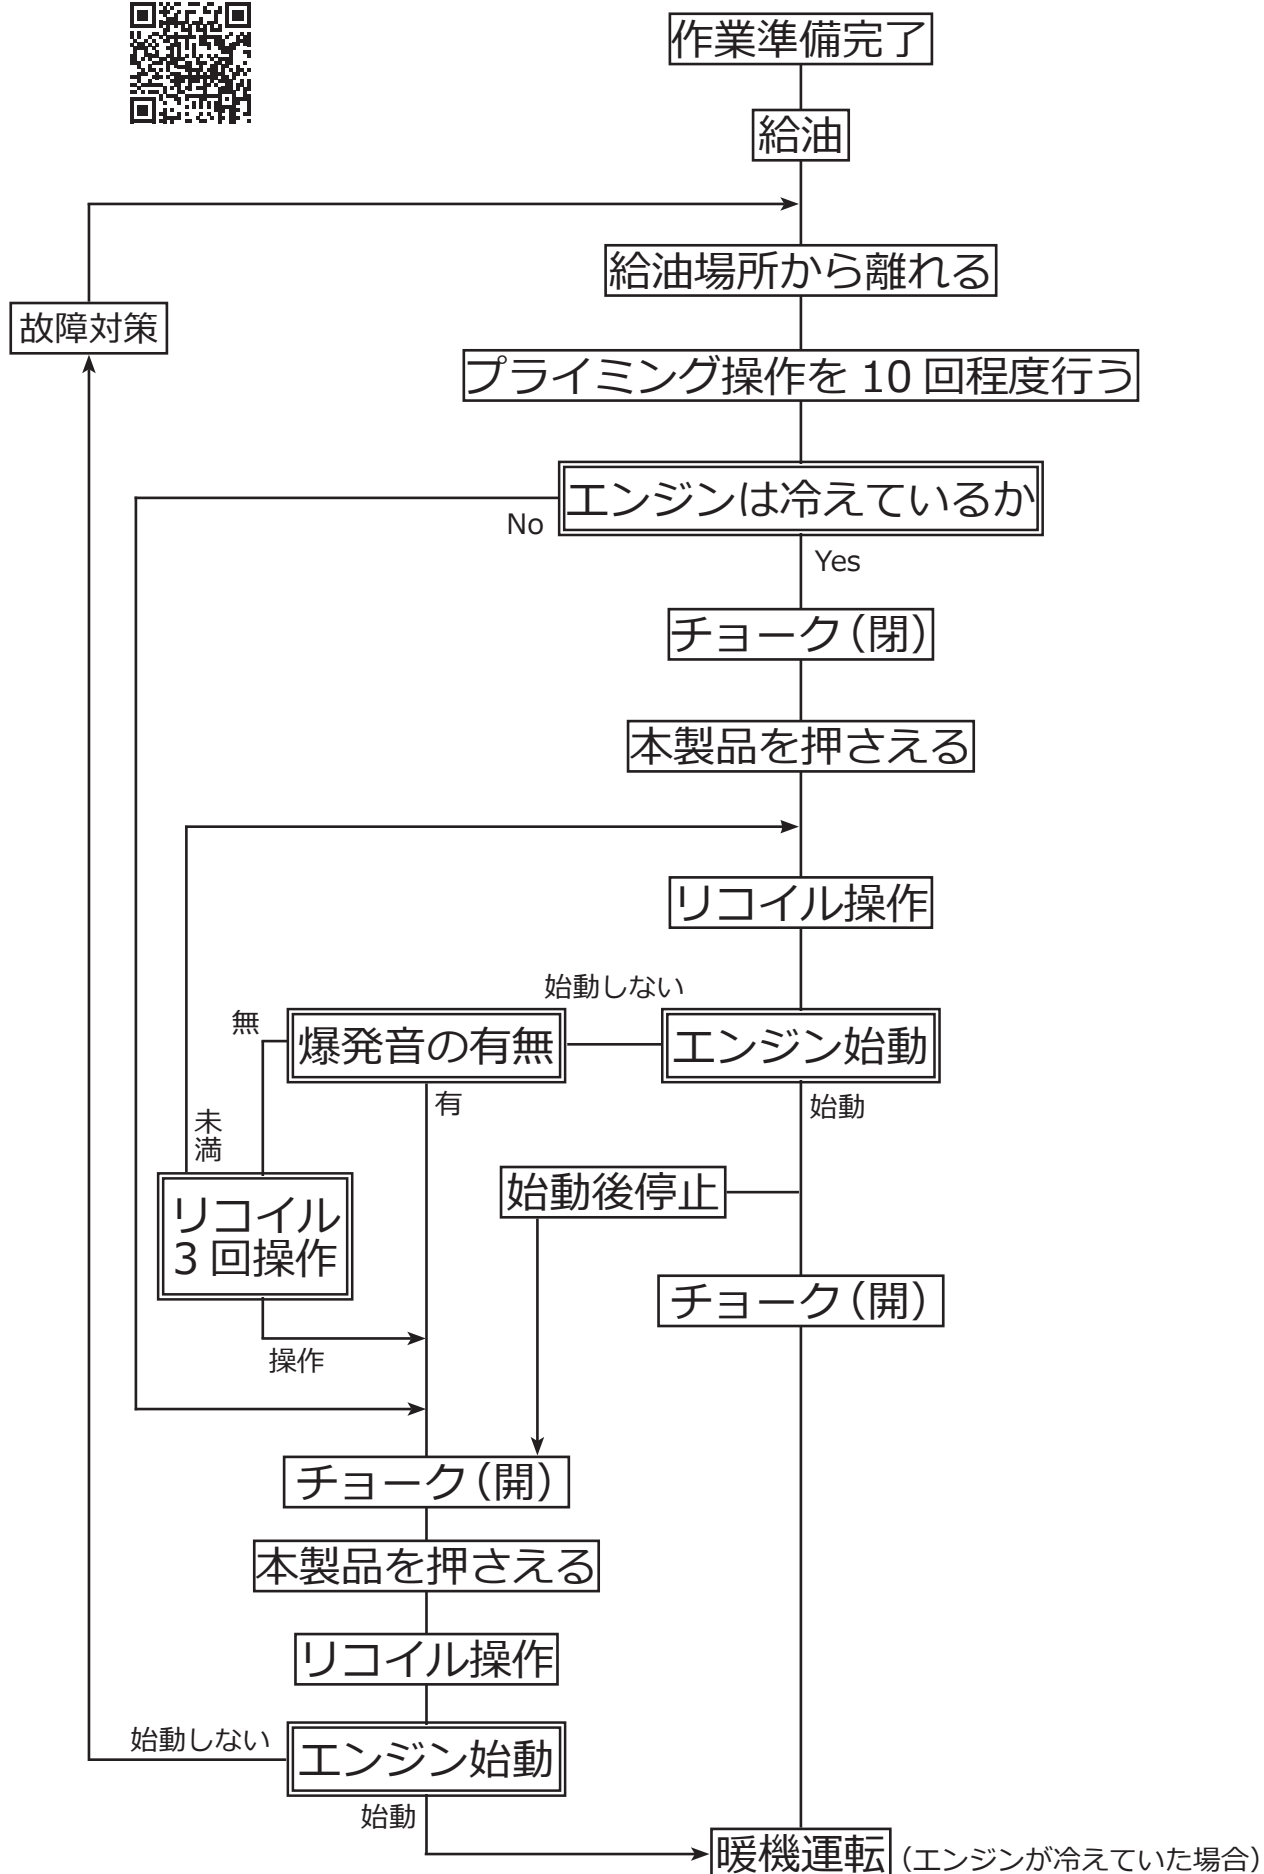 作業準備完了
給油
給油場所から離れる
故障対策
プライミング操作を 10 回程度行う
エンジンは冷えているか
No
Yes
チョーク（閉）
本製品を押さえる
リコイル操作
始動しない
無
爆発音の有無
エンジン始動
有
始動
未満
始動後停止
リコイル
3 回操作
チョーク（開）
操作
チョーク（開）
本製品を押さえる
リコイル操作
始動しない
エンジン始動
始動
暖機運転（エンジンが冷えていた場合）